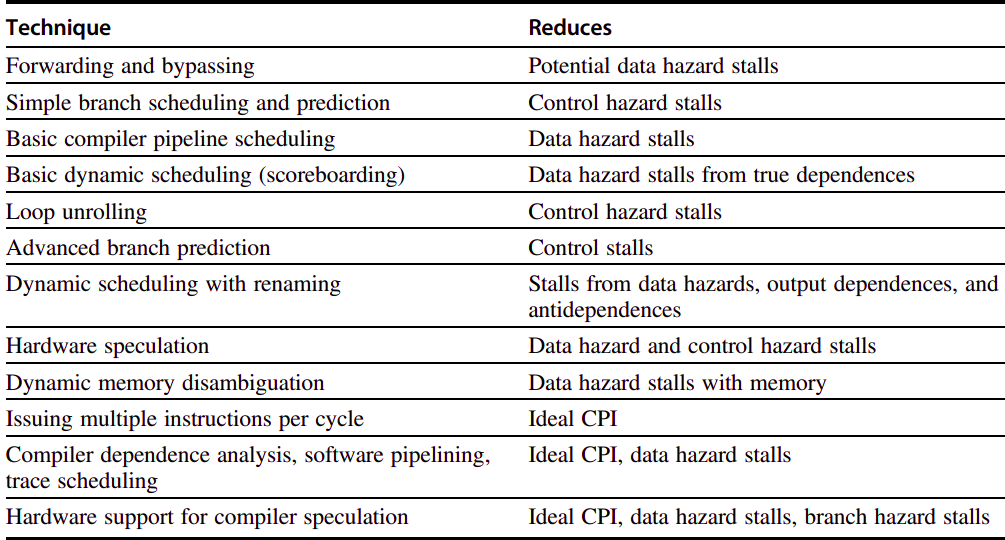 Technique Reduces
Forwarding and bypassing Potential data hazard stalls
Simple branch scheduling and prediction Control hazard stalls
Basic compiler pipeline scheduling Data hazard stalls
Basic dynamic scheduling (scoreboarding) Data hazard stalls from true dependences
Loop unrolling Control hazard stalls
Advanced branch prediction Control stalls
Dynamic scheduling with renaming Stalls from data hazards, output dependences, and
antidependences
Hardware speculation Data hazard and control hazard stalls
Dynamic memory disambiguation Data hazard stalls with memory
Issuing multiple instructions per cycle Ideal CPI
Compiler dependence analysis, software pipelining, Ideal CPI, data hazard stalls
trace scheduling
Hardware support for compiler speculation Ideal CPI, data hazard stalls, branch hazard stalls